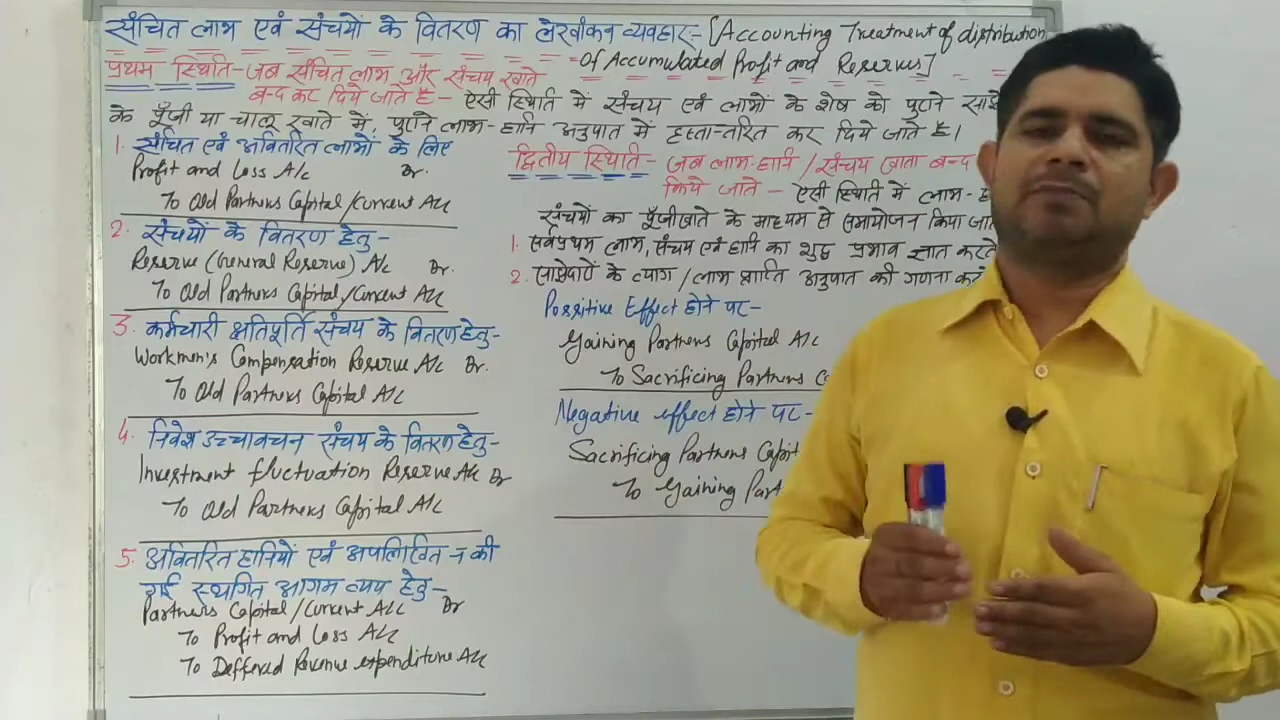 संचित लाभ एवं संचयों के वितरण का लेखांकन व्यवहार:- [Accounting Treatment of distribution
Of Accumulated Profit and Reserves]
प्रथम स्थिति - जब संचित लाभ और संचय खाते
बन्द कर दिये जाते है - ऐसी स्थिति में संचय एवं लाभों के शेष को पुराने
के पूँजी या चालू खाते में, पुराने लाभ-हानि अनुपात में हस्तान्तरित कर दिये जाते है।
1. संचित एवं अवितरित लाभों के लिए
Profit and Loss A/c Dr.
To Old Partners Capital/Current A/c
2. संचयों के वितरण हेतु-
Reserve (General Reserve) A/c Dr.
To Old Partners Capital/Current A/c
3. कर्मचारी क्षतिपूर्ति संचय के वितरण हेतु-
Workmen's Compensation Reserve A/c Dr.
To Old Partners Capital A/c
4. निवेश उच्चावचन संचय के वितरण हेतु-
Investment fluctuation Reserve A/c Dr
To Old Partners Capital A/c
5. अवितरित हानियों एवं अपलिखित न की
गई स्थगित आगम व्यय हेतु-
Partners Capital/Current A/c Dr
To Profit and Loss A/c
To Deffered Revenue expenditure A/c
द्वितीय स्थिति - जब लाभ-हानि / संचय खाता बन्द
किये जाते - ऐसी स्थिति में लाभ-
संचयों का पूँजी खाते के माध्यम से समायोजन किया
1. सर्वप्रथम लाभ, संचय एवं हानि का शुद्ध प्रभाव ज्ञात करते
2. साझेदारों के त्याग / लाभ प्राप्ति अनुपात की गणना
Possitive Effect होने पर-
Gaining Partners Capital A/c
To Sacrificing Partners
Negative effect होने पर-
Sacrificing Partners
To Gaining